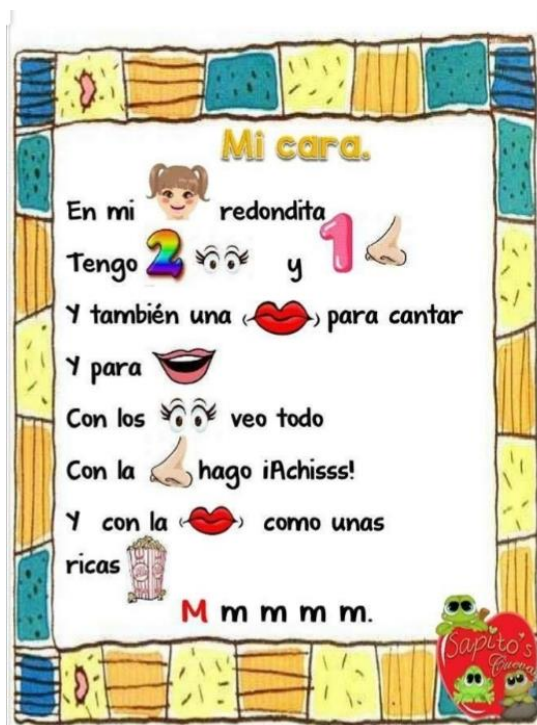 Mi cara.
En mi redondita
Tengo 2 y 1
Y también una para cantar
Y para
Con los veo todo
Con la hago ¡Achisss!
Y con la como unas
ricas
M m m m m.
Sapito's
Cueva